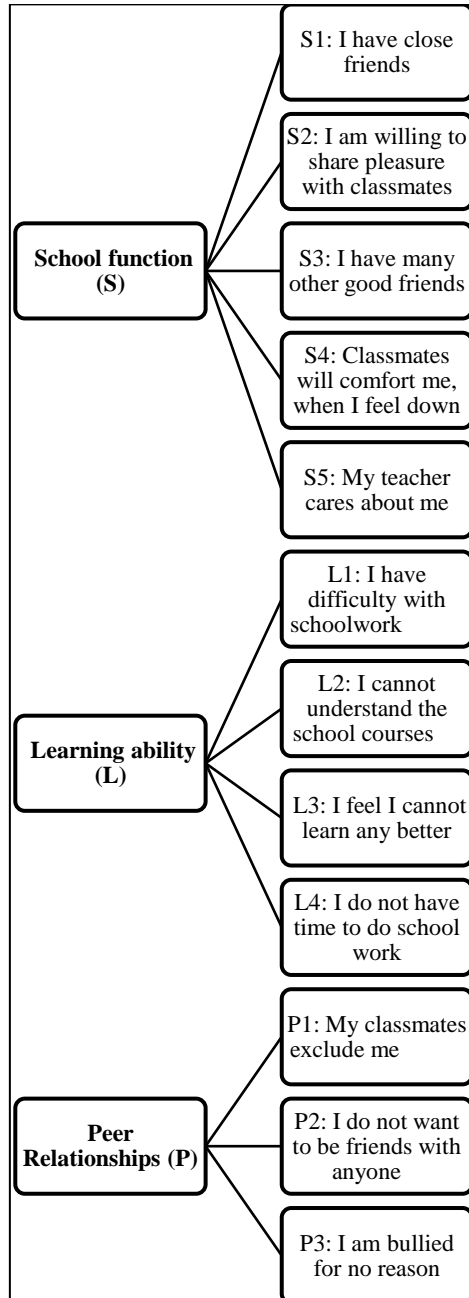 S1: I have close
friends
S2: I am willing to
share pleasure
with classmates
School function
(S)
S3: I have many
other good friends
S4: Classmates
will comfort me,
when I feel down
S5: My teacher
cares about me
L1: I have
difficulty with
schoolwork
L2: I cannot
understand the
school courses
Learning ability
(L)
L3: I feel I cannot
learn any better
L4: I do not have
time to do school
work
P1: My classmates
exclude me
Peer
Relationships (P)
P2: I do not want
to be friends with
anyone
P3: I am bullied
for no reason